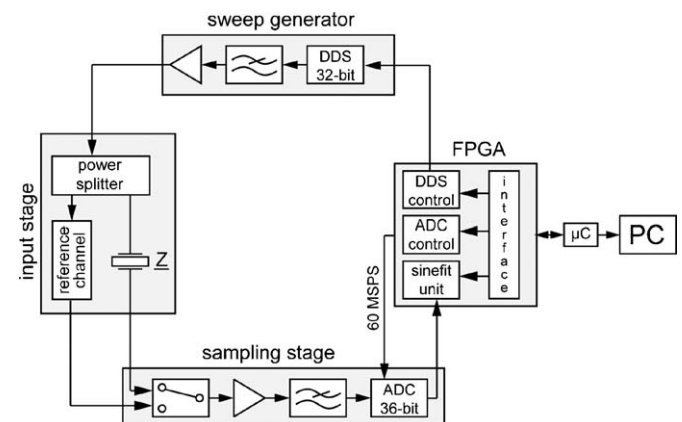 sweep generator
DDS
32-bit
FPGA
power
splitter
input stage
reference
channel
Z
DDS
control
ADC
control
sinefit
unit
interface
µC
PC
60 MSPS
sampling stage
ADC
36-bit